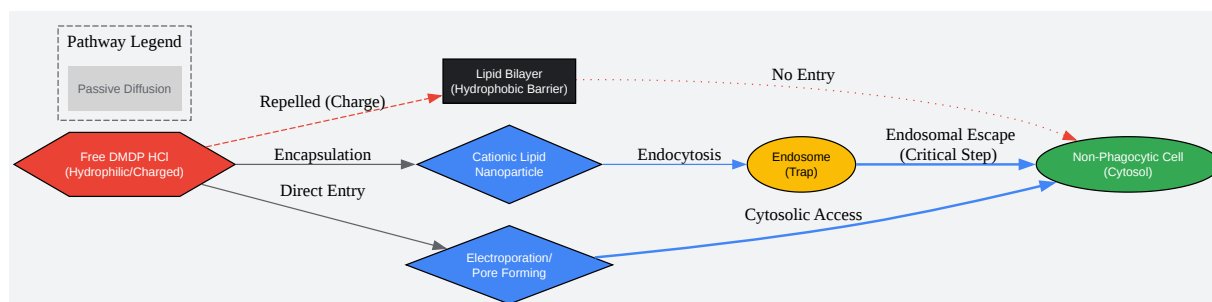 Pathway Legend
Passive Diffusion
Lipid Bilayer
(Hydrophobic Barrier)
No Entry
Repelled (Charge)
Free DMDP HCl
(Hydrophilic/Charged)
Encapsulation
Cationic Lipid
Nanoparticle
Endocytosis
Endosome
(Trap)
Endosomal Escape
(Critical Step)
Non-Phagocytic Cell
(Cytosol)
Direct Entry
Cytosolic Access
Electroporation/
Pore Forming